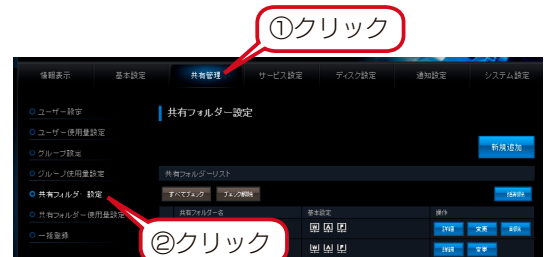 ①クリック
情報表示 基本設定 共有管理 サービス設定 ディスク設定 通知設定 システム設定
ユーザー設定
共有フォルダー設定
ユーザー使用量設定
グループ設定
新規追加
グループ使用量設定
共有フォルダーリスト
共有フォルダー設定
すべてチェック チェック解除
共有フォルダー名 基本設定 操作
共有フォルダー使用量設定
W A F 詳細 変更 削除
一括登録
②クリック
W A F 詳細 変更